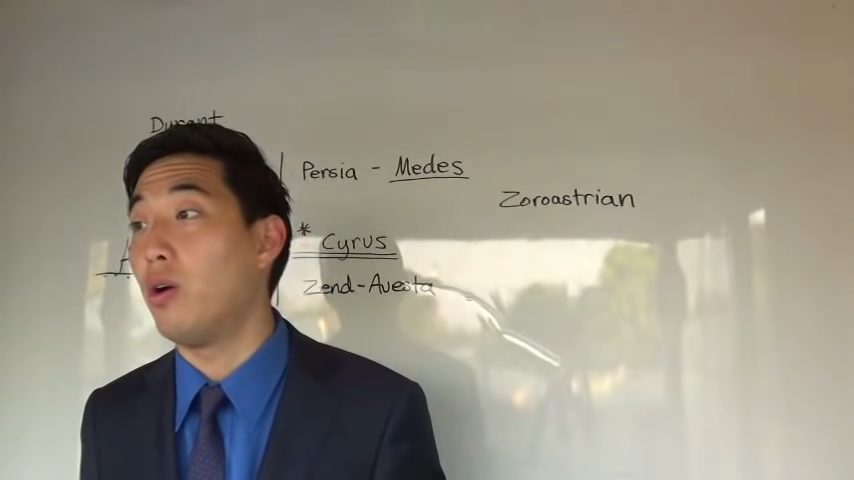 Durant
Persia - Medes
Zoroastrian
* Cyrus
Zend-Avesta